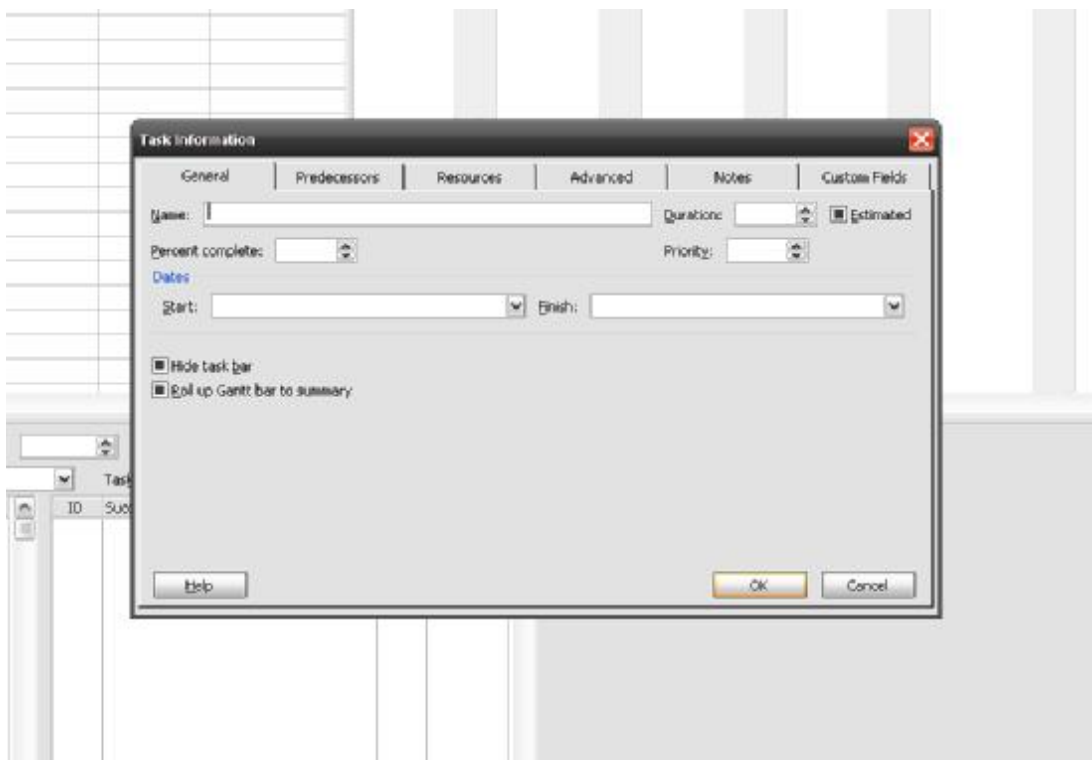 Task Information
General Predecessors Resources Advanced Notes Custom Fields
Name: Duration: Estimated
Percent complete: Priority:
Dates
Start: Finish:
Hide task bar
Roll up Gantt bar to summary
ID
Help OK Cancel